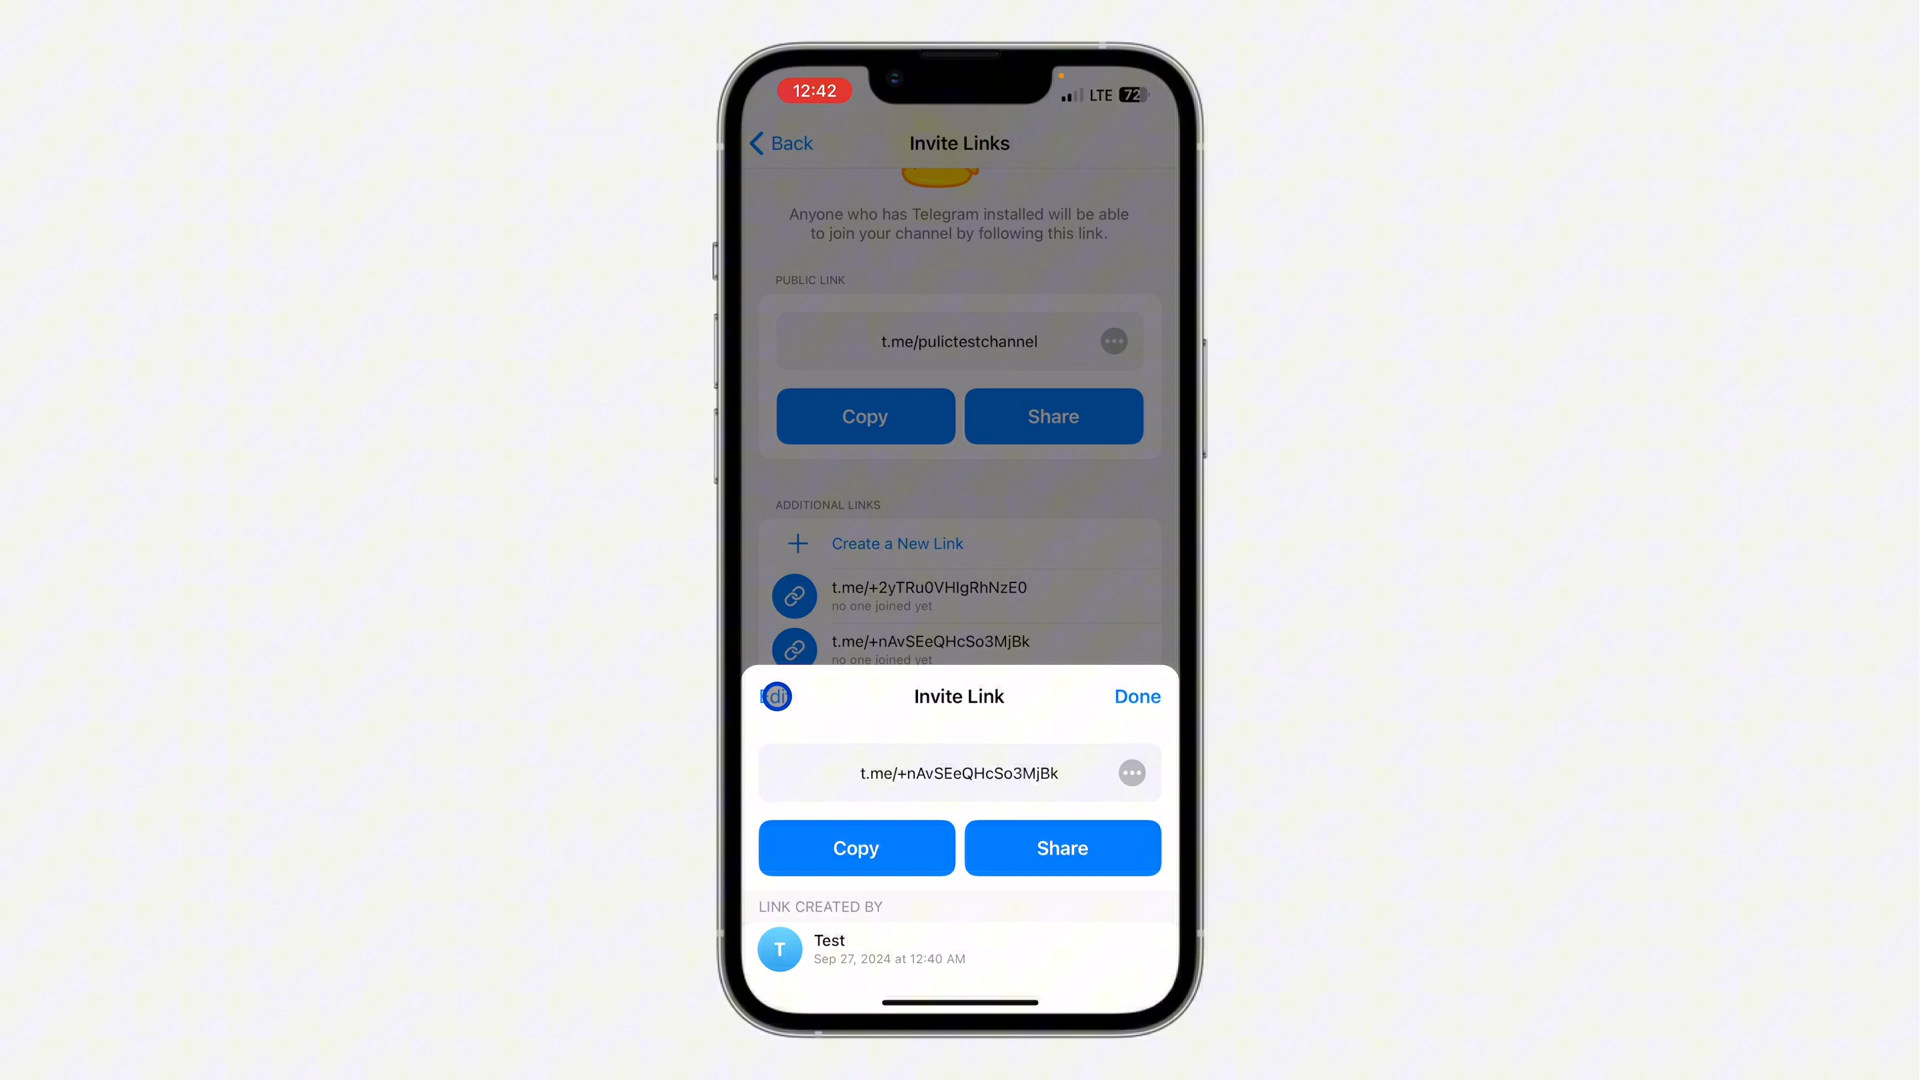 12:42
LTE 72
Back
Invite Links
Anyone who has Telegram installed will be able
to join your channel by following this link.
PUBLIC LINK
t.me/pulictestchannel
Copy
Share
ADDITIONAL LINKS
Create a New Link
t.me/+2yTRu0VHIgRhNzE0
no one joined yet
t.me/+nAvSEeQHcSo3MjBk
no one joined yet
Edit
Invite Link
Done
t.me/+nAvSEeQHcSo3MjBk
Copy
Share
LINK CREATED BY
T
Test
Sep 27, 2024 at 12:40 AM